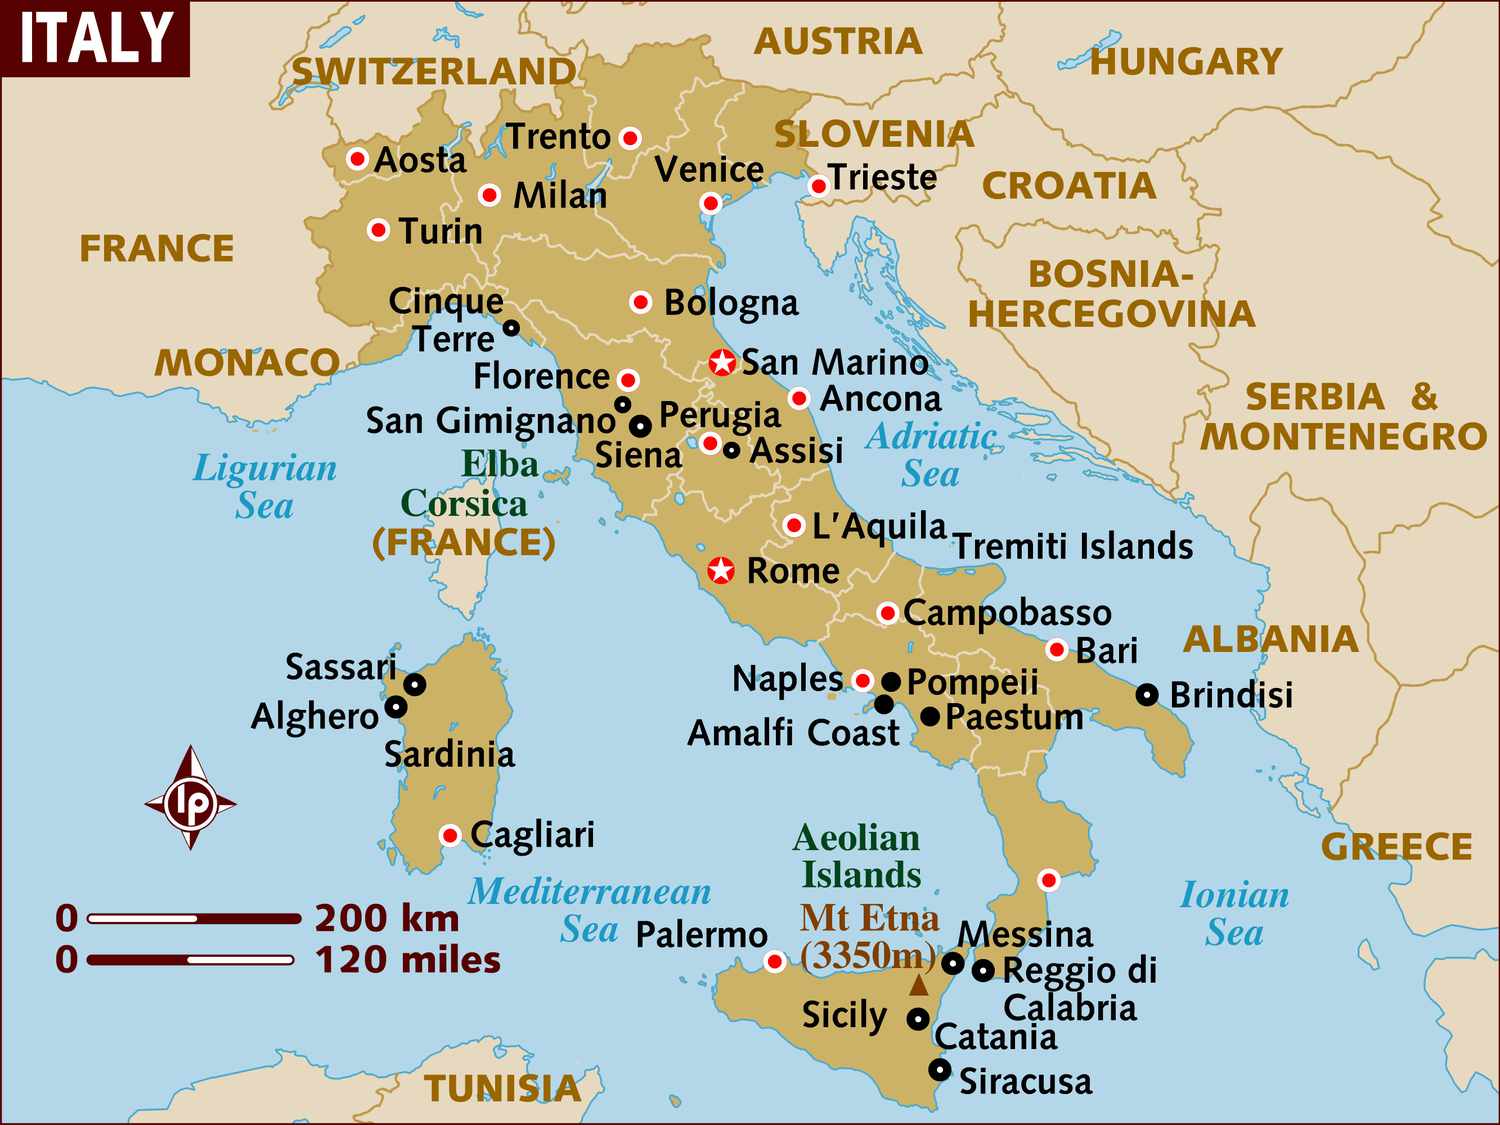 ITALY
AUSTRIA
HUNGARY
SWITZERLAND
SLOVENIA
Trento
Aosta
Venice
Trieste
CROATIA
Milan
Turin
FRANCE
BOSNIA-
HERCEGOVINA
Cinque
Terre
Bologna
MONACO
San Marino
Florence
Ancona
SERBIA &
MONTENEGRO
San Gimignano
Perugia
Siena
Assisi
Adriatic
Sea
Ligurian
Sea
Elba
Corsica
(FRANCE)
L'Aquila
Tremiti Islands
Rome
Campobasso
Bari
ALBANIA
Sassari
Naples
Pompeii
Brindisi
Alghero
Paestum
Amalfi Coast
Sardinia
lp
Cagliari
Aeolian
Islands
GREECE
Mediterranean
Sea
Ionian
Sea
Mt Etna
(3350m)
0 200 km
0 120 miles
Palermo
Messina
Reggio di
Calabria
Sicily
Catania
Siracusa
TUNISIA